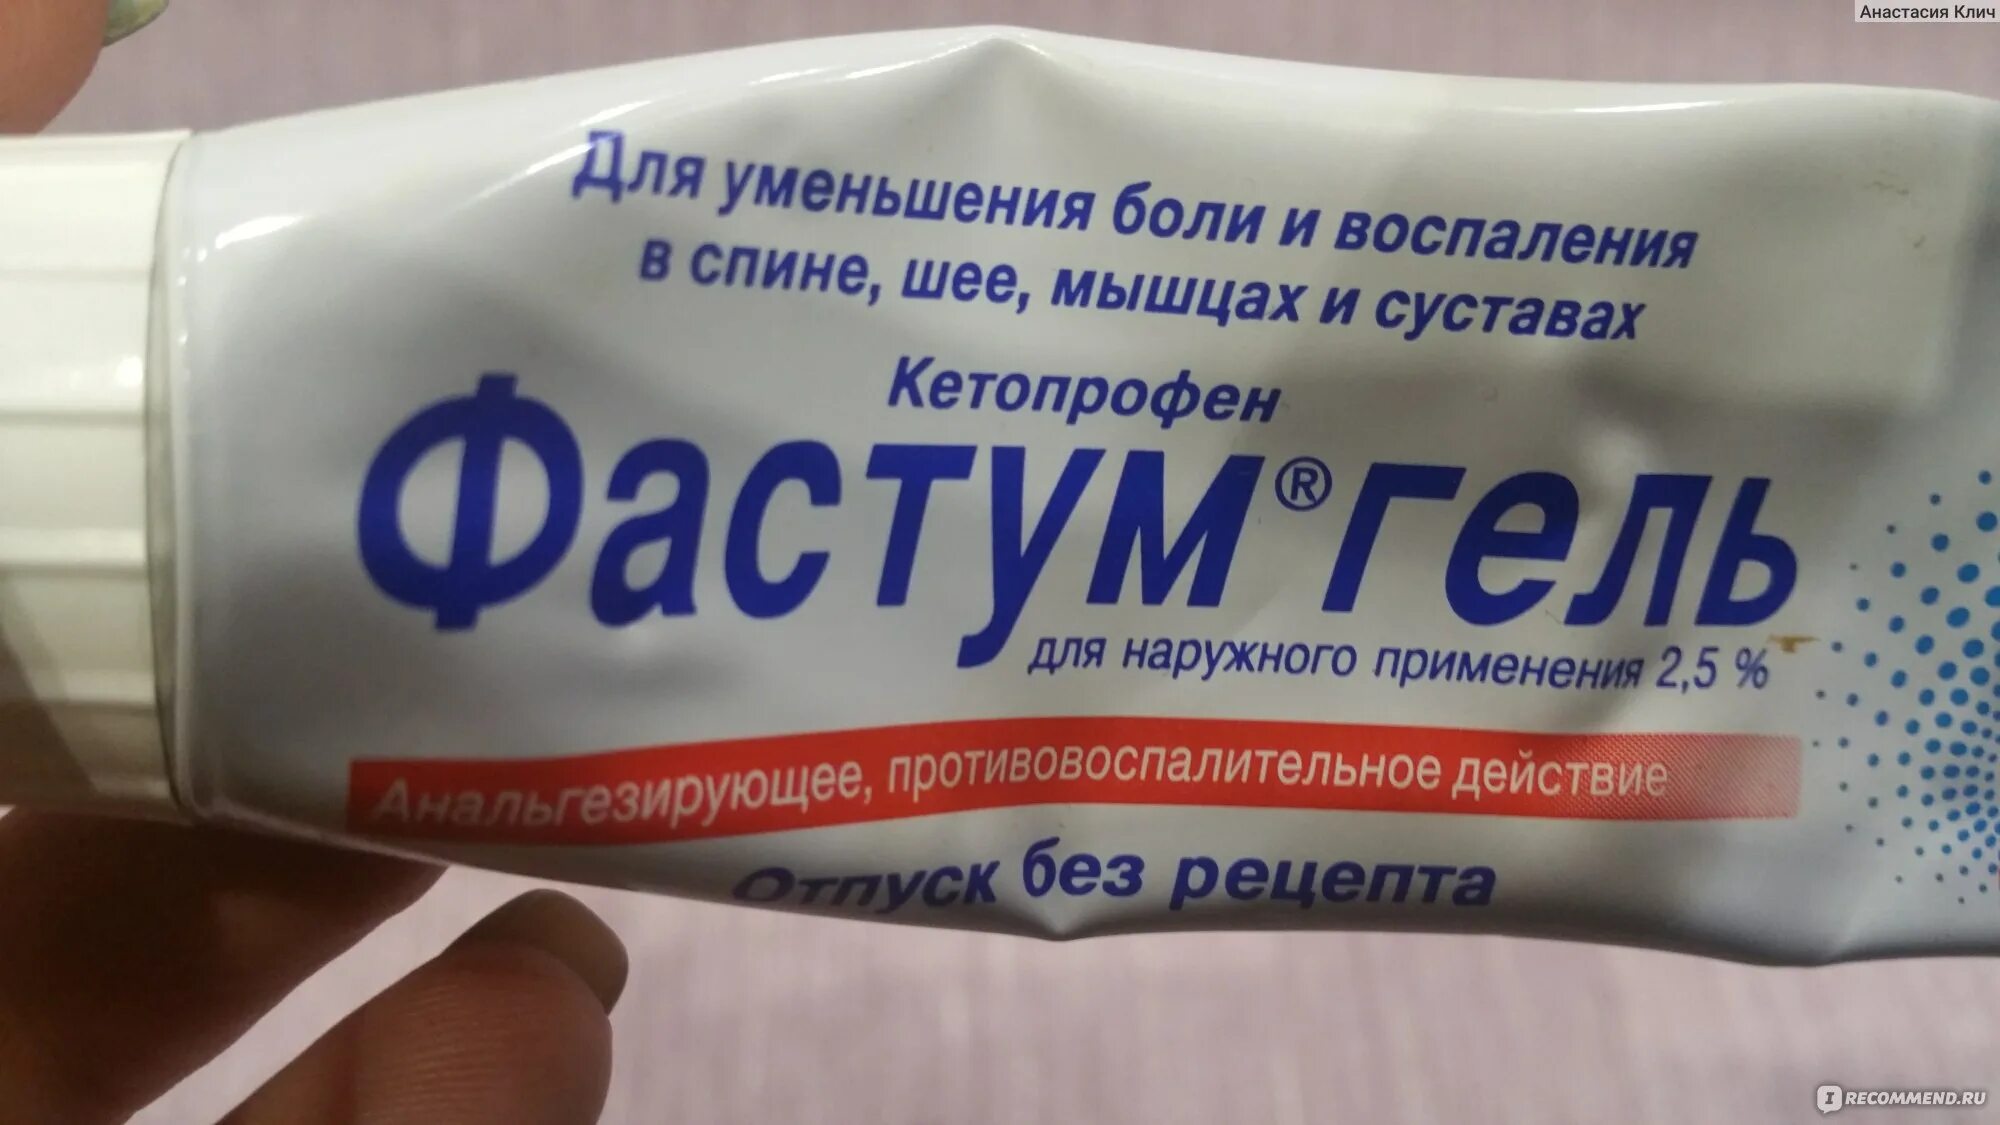 Анастасия Клич
Для уменьшения боли и воспаления
в спине, шее, мышцах и суставах
Кетопрофен
Фастум® гель
для наружного применения 2,5 %
Анальгезирующее, противовоспалительное действие
Отпуск без рецепта
IRECOMMEND.RU